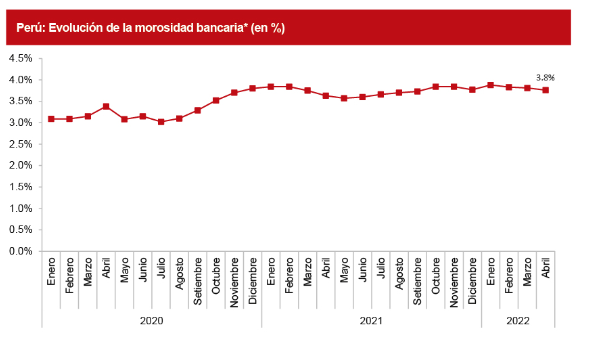 Perú: Evolución de la morosidad bancaria* (en %)
4.5%
4.0%
3.5%
3.0%
2.5%
2.0%
1.5%
1.0%
0.5%
0.0%
3.8%
Enero
Febrero
Marzo
Abril
Mayo
Junio
Julio
Agosto
Setiembre
Octubre
Noviembre
Diciembre
Enero
Febrero
Marzo
Abril
Mayo
Junio
Julio
Agosto
Setiembre
Octubre
Noviembre
Diciembre
Enero
Febrero
Marzo
Abril
2020
2021
2022